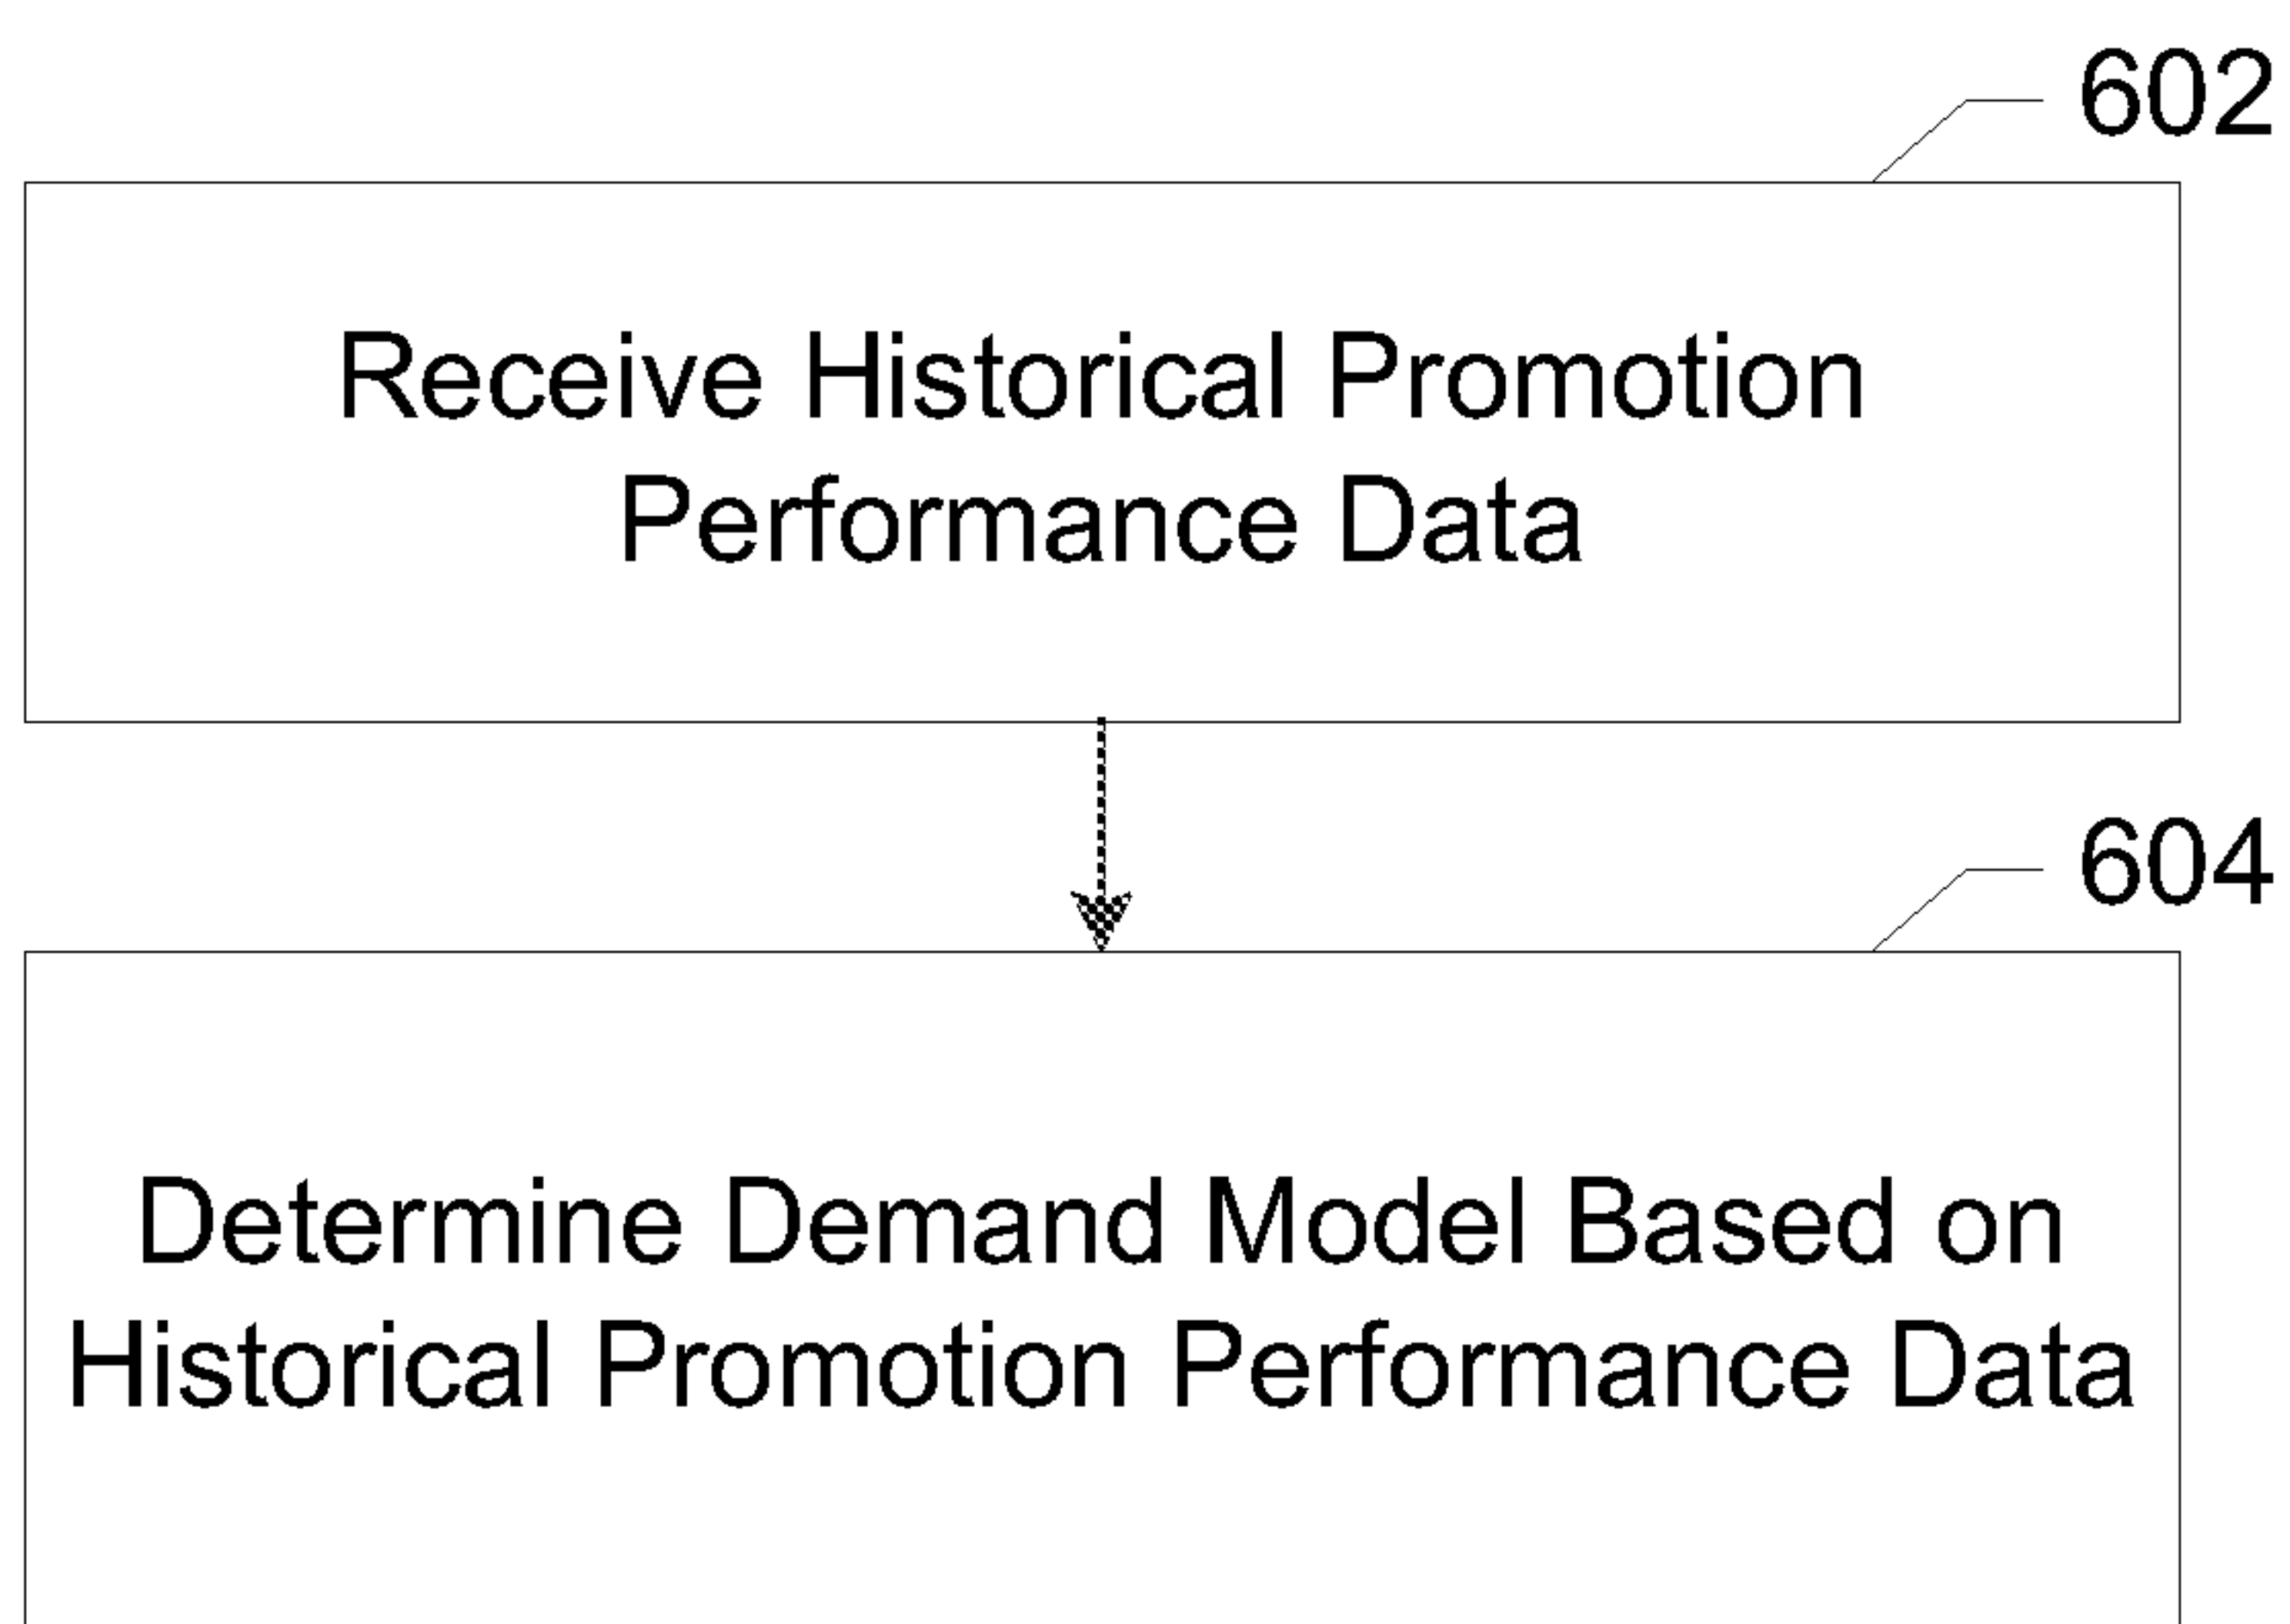 602
Receive Historical Promotion
Performance Data
604
Determine Demand Model Based on
Historical Promotion Performance Data